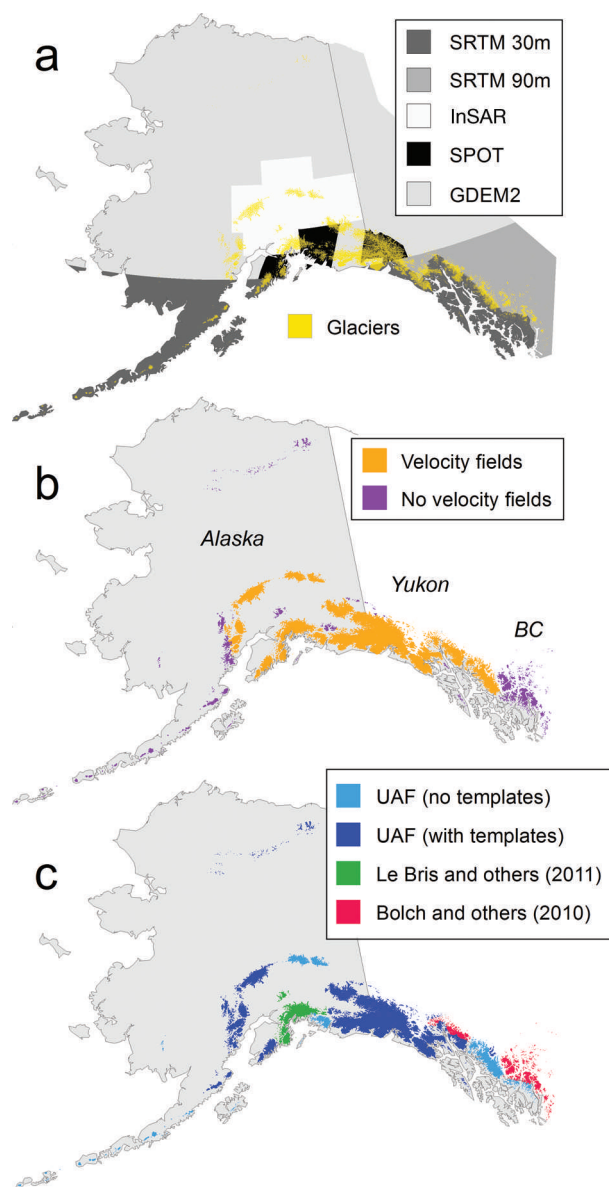 a
SRTM 30m
SRTM 90m
InSAR
SPOT
GDEM2
Glaciers
b
Velocity fields
No velocity fields
Alaska
Yukon
BC
c
UAF (no templates)
UAF (with templates)
Le Bris and others (2011)
Bolch and others (2010)